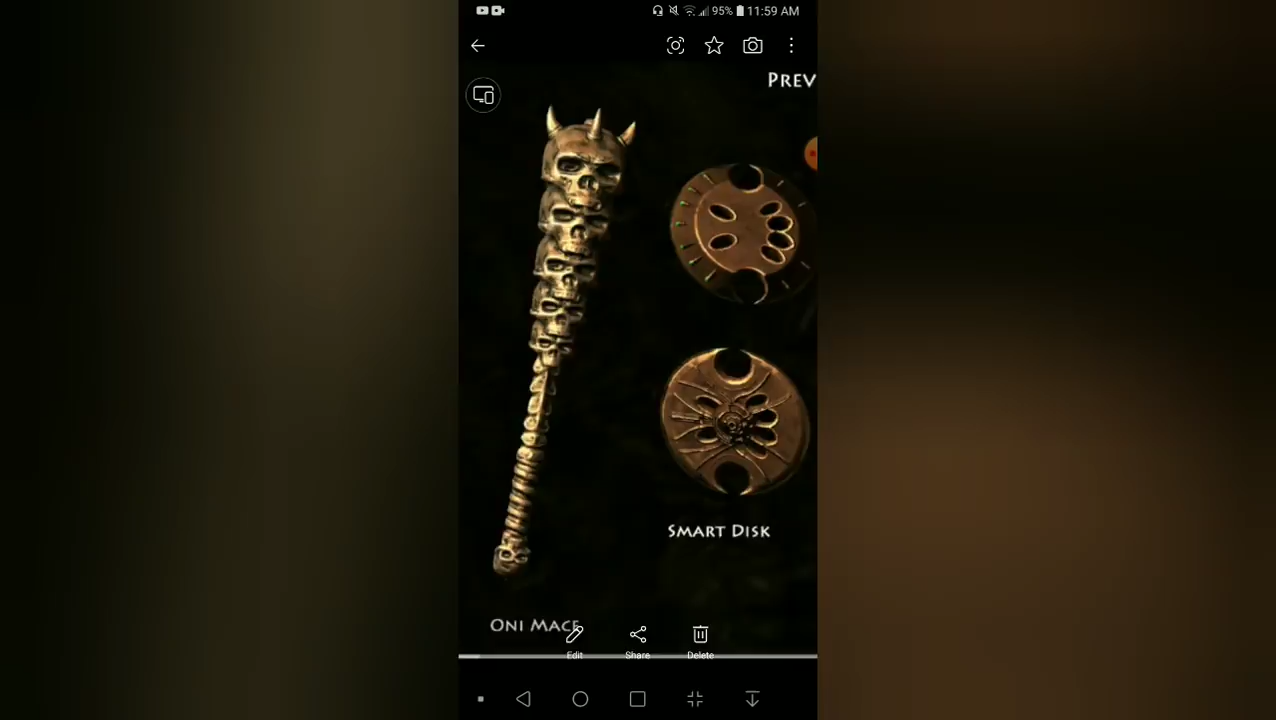 95% 11:59 AM
PREV
SMART DISK
ONI MACE
Edit Share Delete